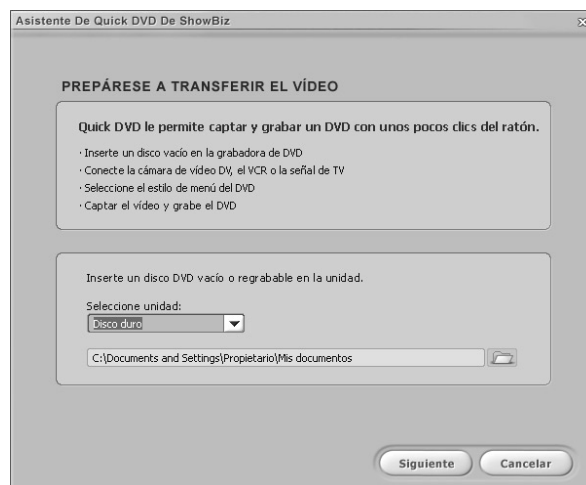 Asistente De Quick DVD De ShowBiz
PREPÁRESE A TRANSFERIR EL VÍDEO
Quick DVD le permite captar y grabar un DVD con unos pocos clics del ratón.
· Inserte un disco vacío en la grabadora de DVD
· Conecte la cámara de vídeo DV, el VCR o la señal de TV
· Seleccione el estilo de menú del DVD
· Captar el vídeo y grabe el DVD
Inserte un disco DVD vacío o regrabable en la unidad.
Seleccione unidad:
Disco duro
C:\Documents and Settings\Propietario\Mis documentos
Siguiente Cancelar